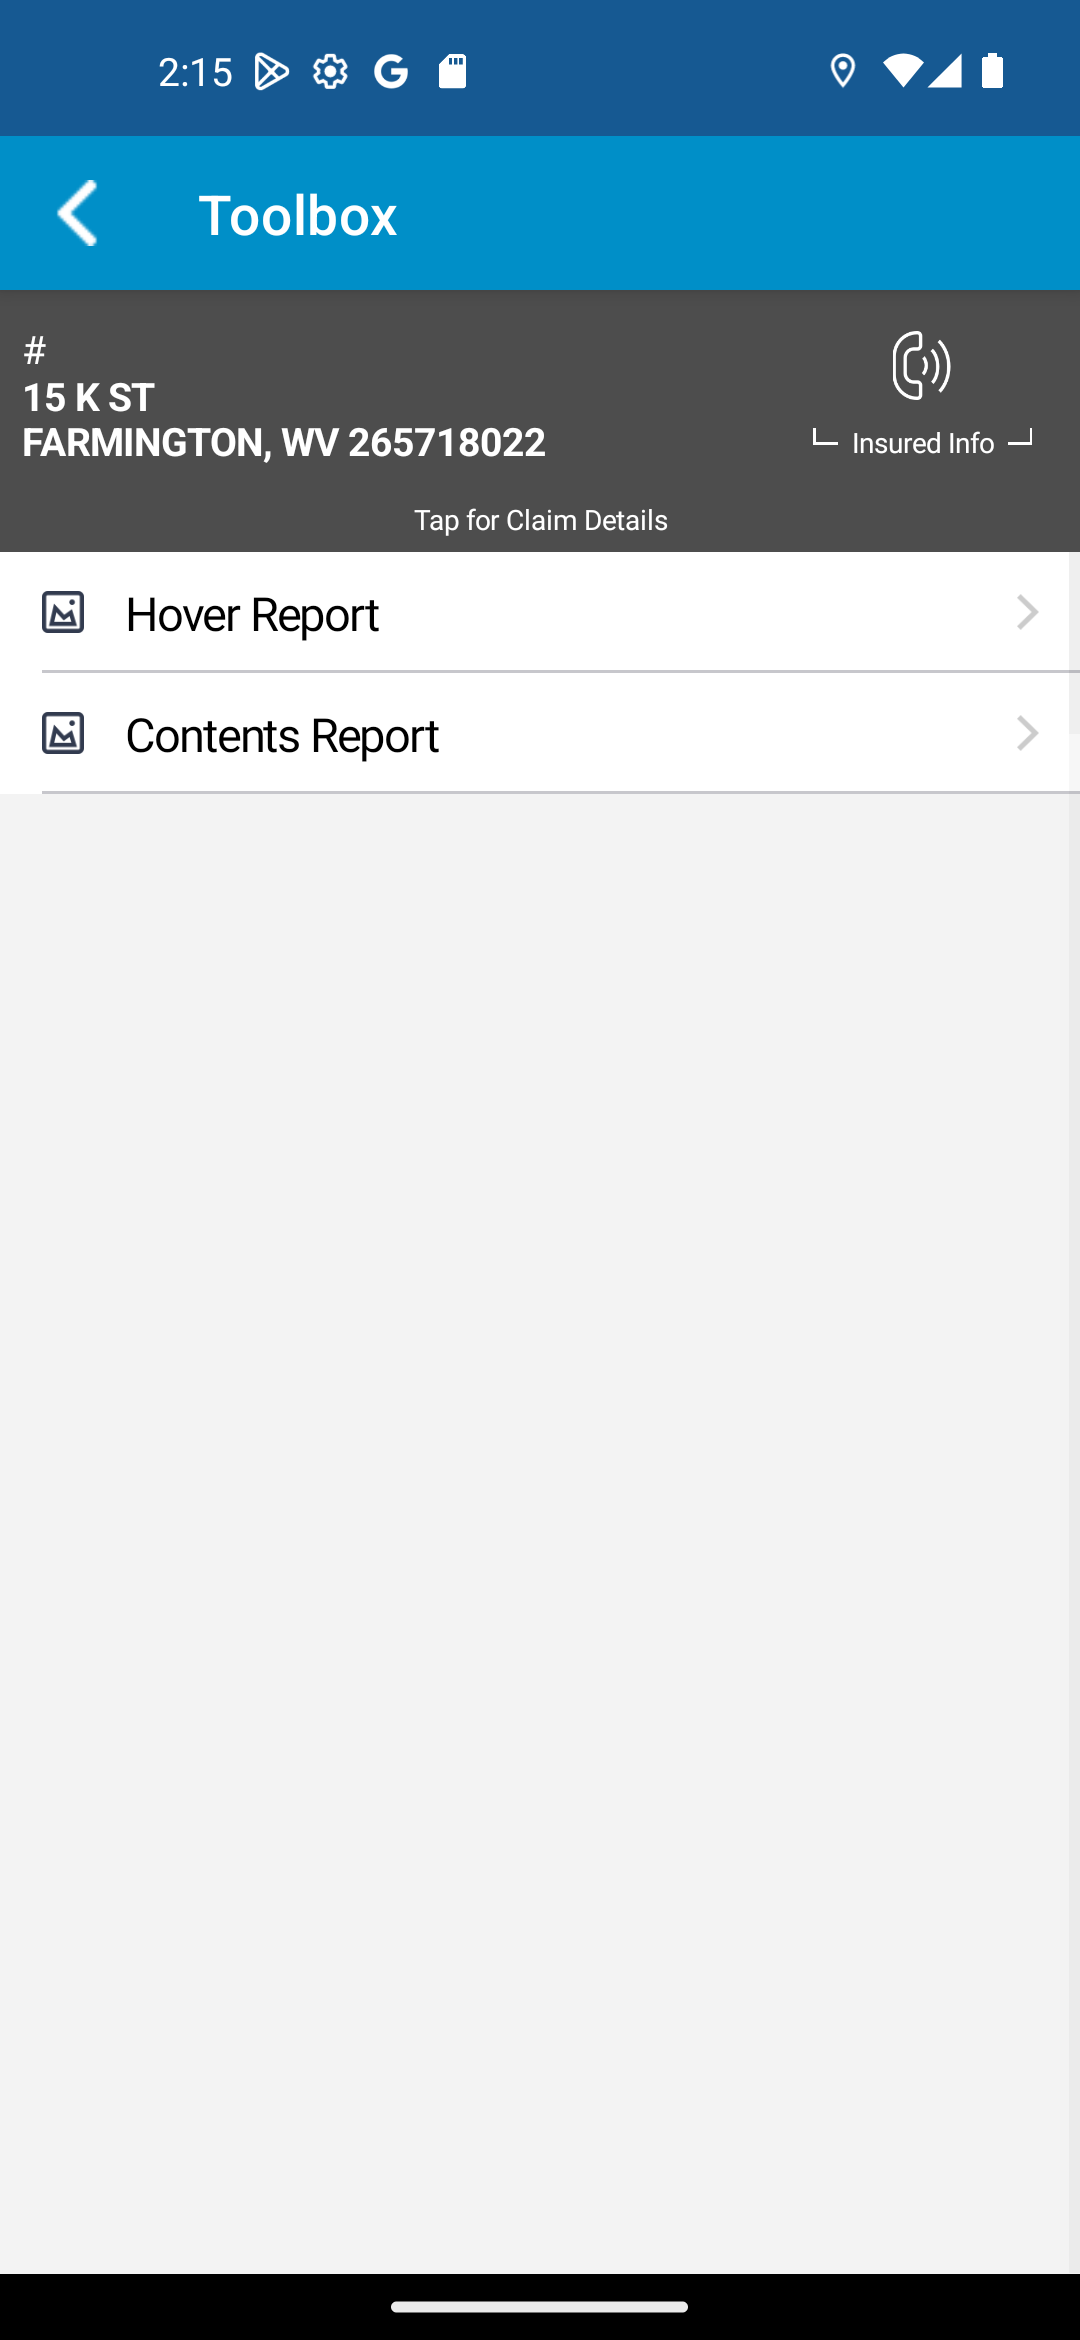 2:15
Toolbox
#
15 K ST
FARMINGTON, WV 265718022
Insured Info
Tap for Claim Details
Hover Report
Contents Report